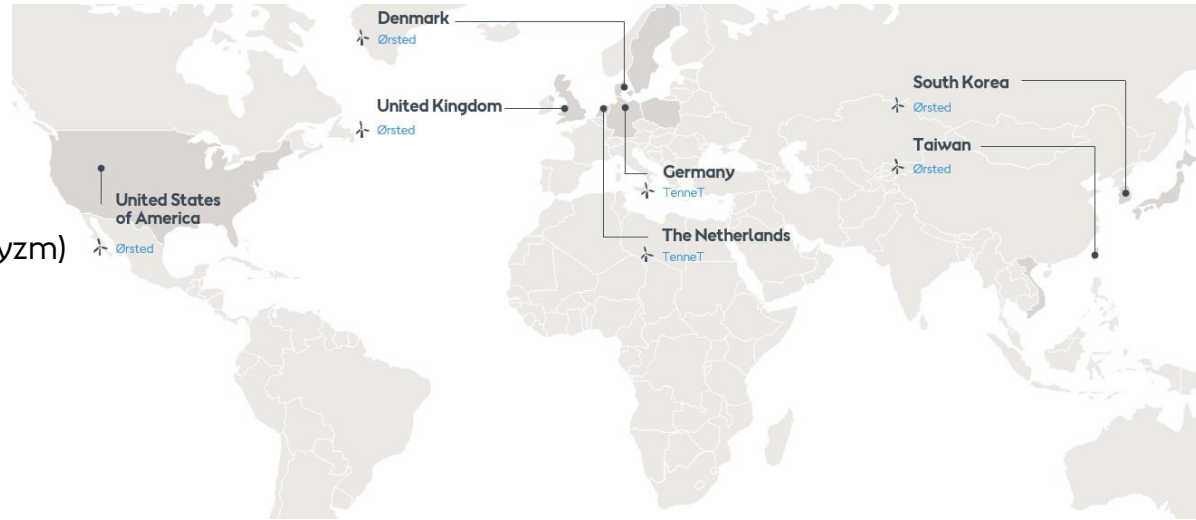 Denmark
Ørsted
United Kingdom
Ørsted
South Korea
Ørsted
Taiwan
Ørsted
Germany
TenneT
United States
of America
Ørsted
The Netherlands
TenneT
yzm)